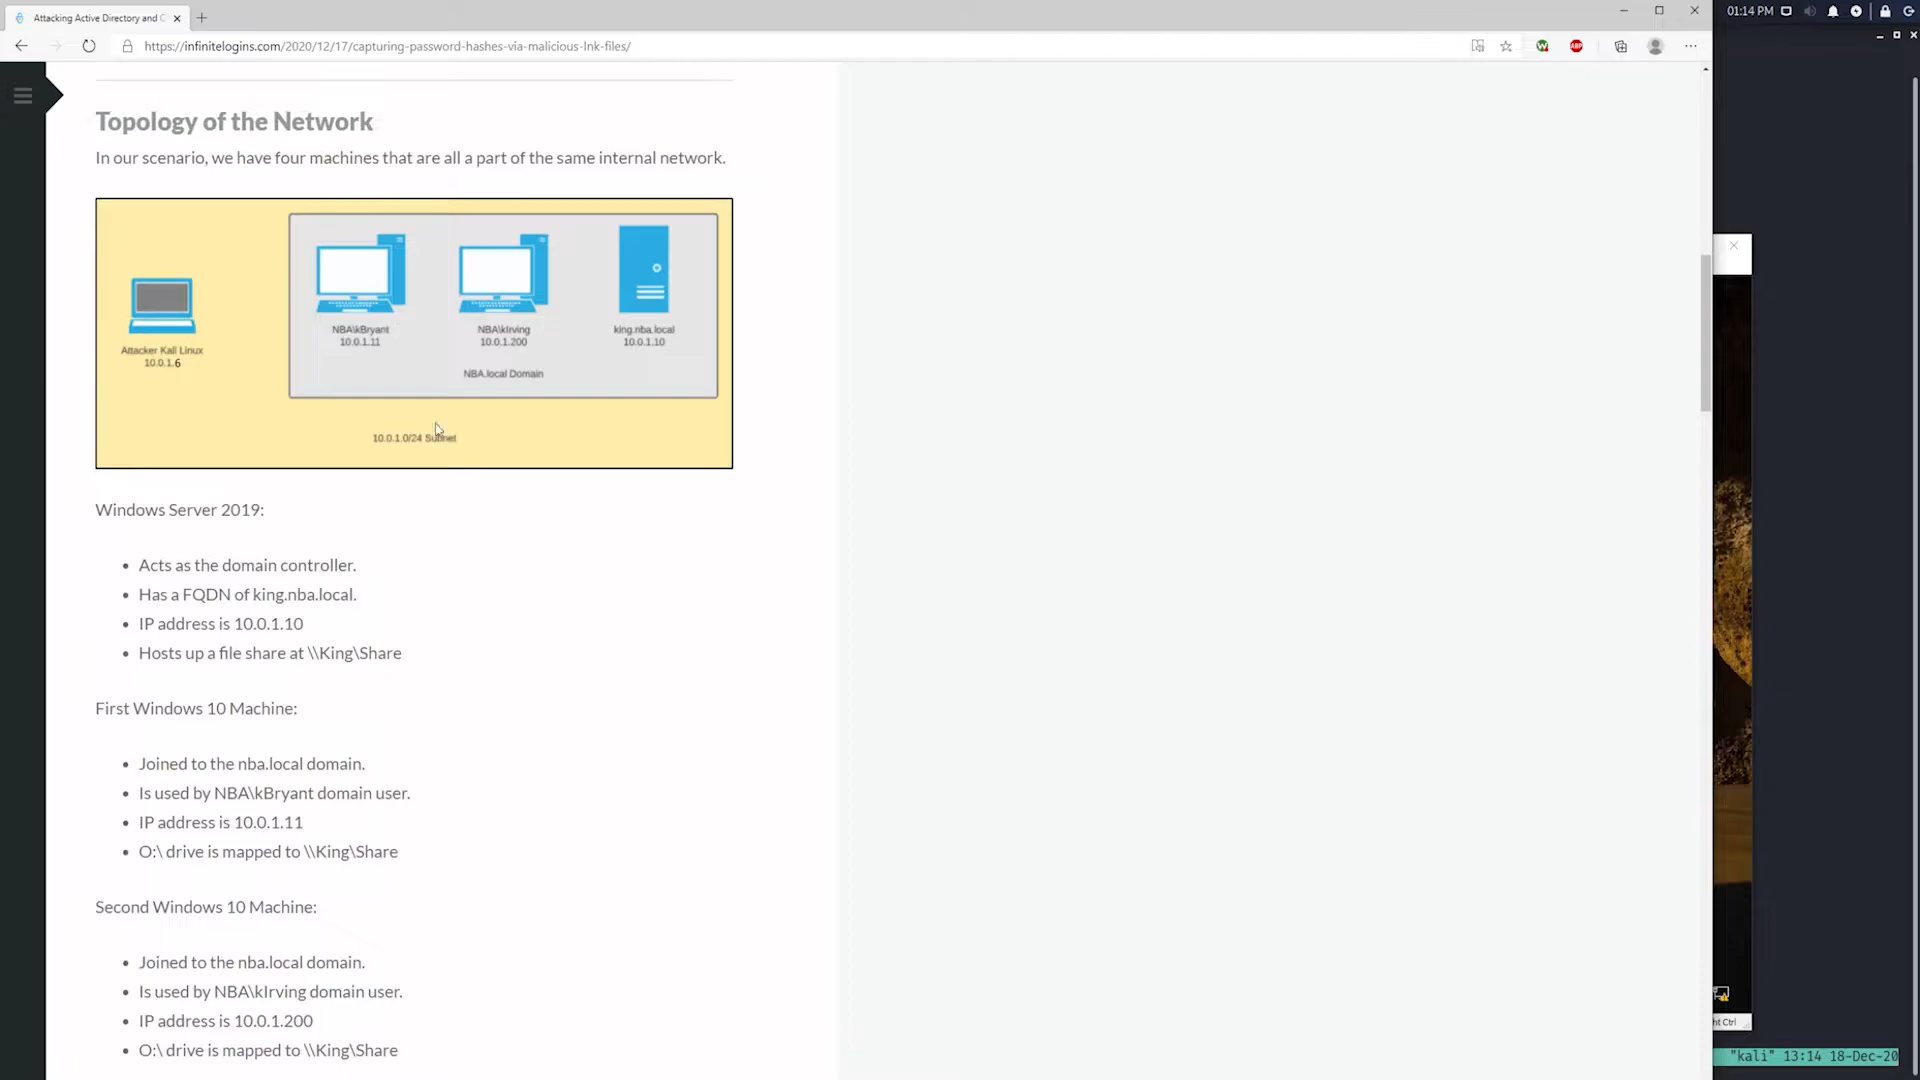 Attacking Active Directory and C
01:14 PM
https://infinitelogins.com/2020/12/17/capturing-password-hashes-via-malicious-lnk-files/
ABP
Topology of the Network
In our scenario, we have four machines that are all a part of the same internal network.
NBA\kBryant
10.0.1.11
NBA\kIrving
10.0.1.200
king.nba.local
10.0.1.10
Attacker Kali Linux
10.0.1.6
NBA.local Domain
10.0.1.0/24 Subnet
Windows Server 2019:
• Acts as the domain controller.
• Has a FQDN of king.nba.local.
• IP address is 10.0.1.10
• Hosts up a file share at \\King\Share
First Windows 10 Machine:
• Joined to the nba.local domain.
• Is used by NBA\kBryant domain user.
• IP address is 10.0.1.11
• O:\ drive is mapped to \\King\Share
Second Windows 10 Machine:
• Joined to the nba.local domain.
• Is used by NBA\kIrving domain user.
• IP address is 10.0.1.200
• O:\ drive is mapped to \\King\Share
ht Ctrl
"kali" 13:14 18-Dec-20